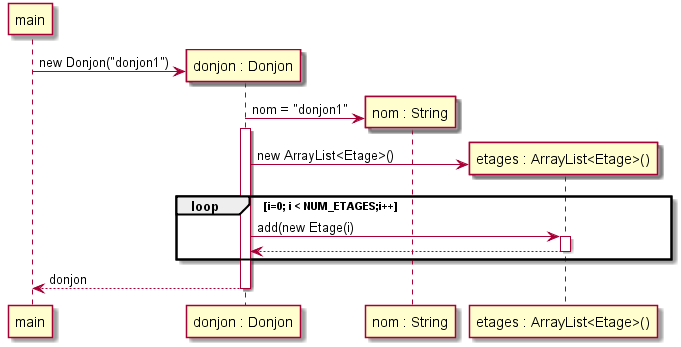 main
new Donjon("donjon1")
donjon : Donjon
nom = "donjon1"
nom : String
new ArrayList<Etage>()
etages : ArrayList<Etage>()
loop [i=0; i < NUM_ETAGES;i++]
add(new Etage(i)
donjon
main
donjon : Donjon
nom : String
etages : ArrayList<Etage>()